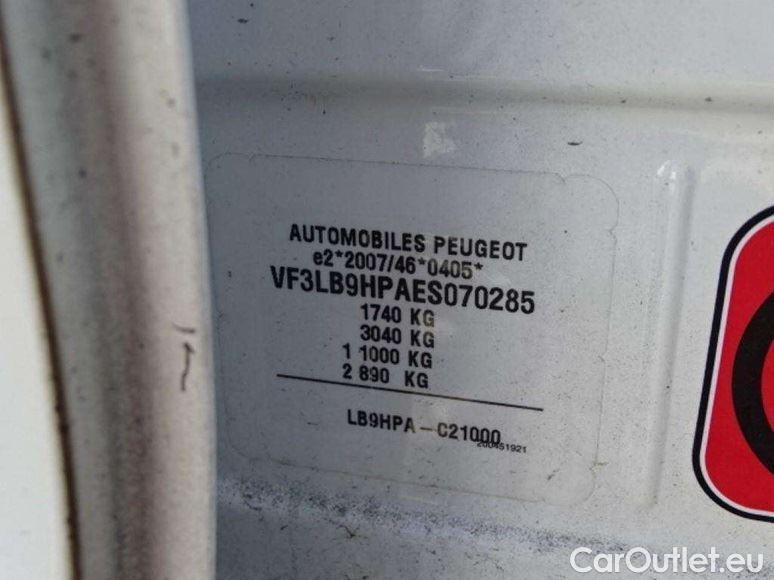 AUTOMOBILES PEUGEOT
e2*2007/46*0405*
VF3LB9HPAES070285
1740 KG
3040 KG
1 1000 KG
2 890 KG
LB9HPA-C21000
200451921
CarOutlet.eu